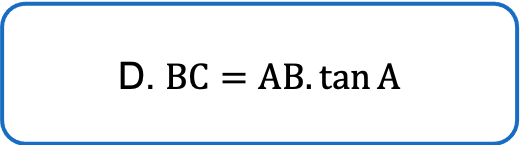 D. BC = AB. tan A